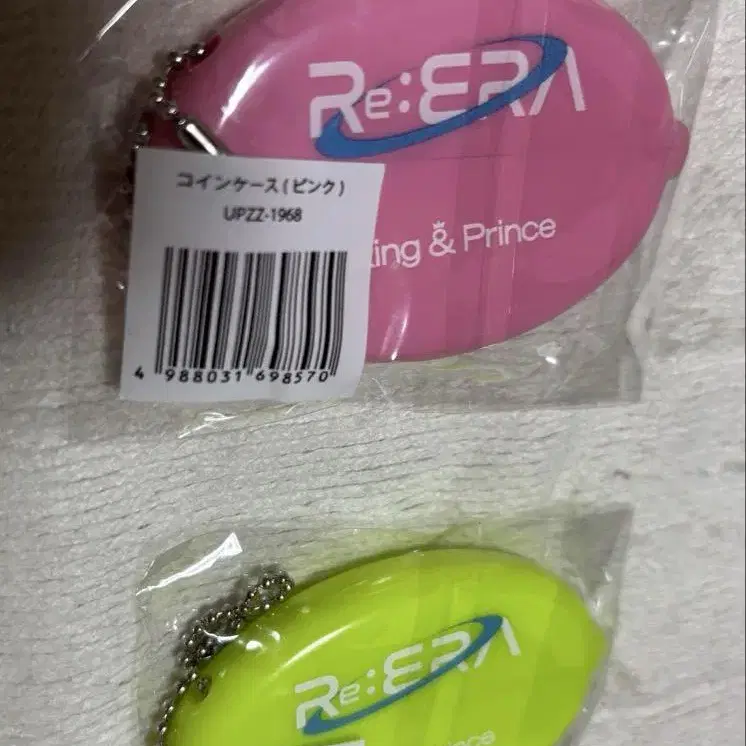 Re:ERA
コインケース(ピンク)
UPZZ-1968
ing & Prince
4 988031 698570
Re:ERA